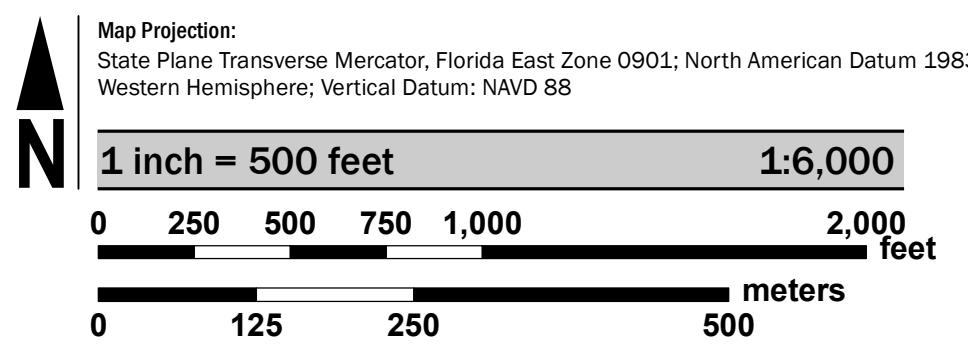 Map Projection:
State Plane Transverse Mercator, Florida East Zone 0901; North American Datum 1983
Western Hemisphere; Vertical Datum: NAVD 88
N
1 inch = 500 feet 1:6,000
0 250 500 750 1,000 2,000
feet
meters
0 125 250 500